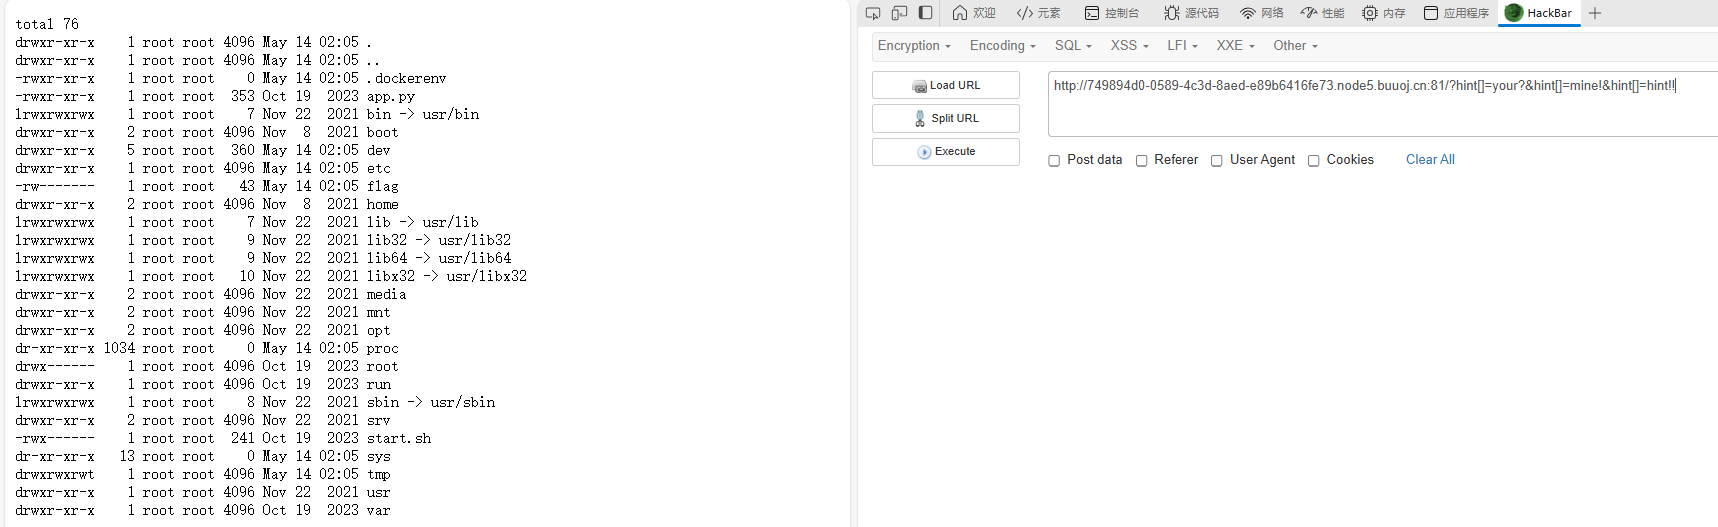 total 76
drwxr-xr-x    1 root root 4096 May 14 02:05 .
drwxr-xr-x    1 root root 4096 May 14 02:05 ..
-rwxr-xr-x    1 root root    0 May 14 02:05 .dockerenv
-rwxr-xr-x    1 root root  353 Oct 19  2023 app.py
lrwxrwxrwx    1 root root    7 Nov 22  2021 bin -> usr/bin
drwxr-xr-x    2 root root 4096 Nov  8  2021 boot
drwxr-xr-x    5 root root  360 May 14 02:05 dev
drwxr-xr-x    1 root root 4096 May 14 02:05 etc
-rw-------    1 root root   43 May 14 02:05 flag
drwxr-xr-x    2 root root 4096 Nov  8  2021 home
lrwxrwxrwx    1 root root    7 Nov 22  2021 lib -> usr/lib
lrwxrwxrwx    1 root root    9 Nov 22  2021 lib32 -> usr/lib32
lrwxrwxrwx    1 root root    9 Nov 22  2021 lib64 -> usr/lib64
lrwxrwxrwx    1 root root   10 Nov 22  2021 libx32 -> usr/libx32
drwxr-xr-x    2 root root 4096 Nov 22  2021 media
drwxr-xr-x    2 root root 4096 Nov 22  2021 mnt
drwxr-xr-x    2 root root 4096 Nov 22  2021 opt
dr-xr-xr-x 1034 root root    0 May 14 02:05 proc
drwx------    1 root root 4096 Oct 19  2023 root
drwxr-xr-x    1 root root 4096 Oct 19  2023 run
lrwxrwxrwx    1 root root    8 Nov 22  2021 sbin -> usr/sbin
drwxr-xr-x    2 root root 4096 Nov 22  2021 srv
-rwx------    1 root root  241 Oct 19  2023 start.sh
dr-xr-xr-x   13 root root    0 May 14 02:05 sys
drwxrwxrwt    1 root root 4096 May 14 02:05 tmp
drwxr-xr-x    1 root root 4096 Nov 22  2021 usr
drwxr-xr-x    1 root root 4096 Oct 19  2023 var
欢迎 元素 控制台 源代码 网络 性能 内存 应用程序 HackBar
Encryption Encoding SQL XSS LFI XXE Other
Load URL
http://749894d0-0589-4c3d-8aed-e89b6416fe73.node5.buuoj.cn:81/?hint[]=your?&hint[]=mine!&hint[]=hint!!
Split URL
Execute
Post data Referer User Agent Cookies Clear All